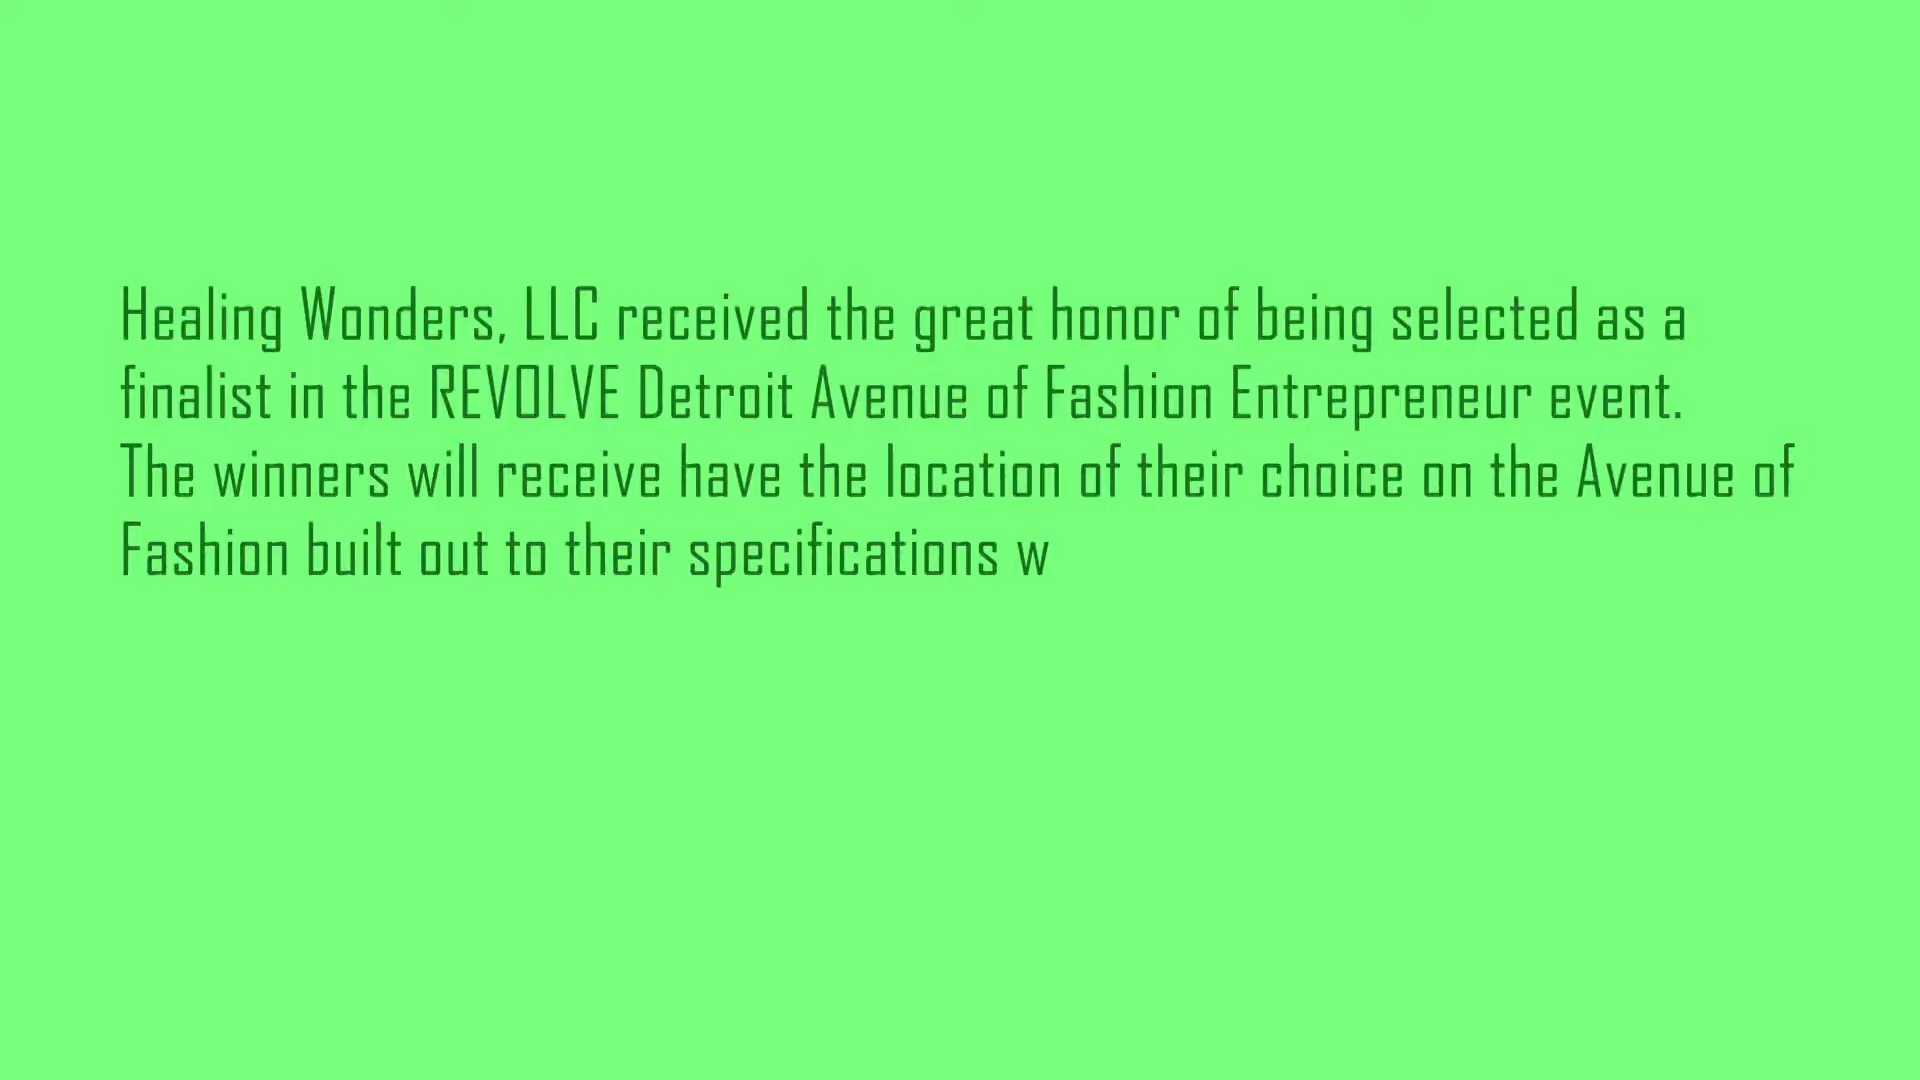 Healing Wonders, LLC received the great honor of being selected as a
finalist in the REVOLVE Detroit Avenue of Fashion Entrepreneur event.
The winners will receive have the location of their choice on the Avenue of
Fashion built out to their specifications w